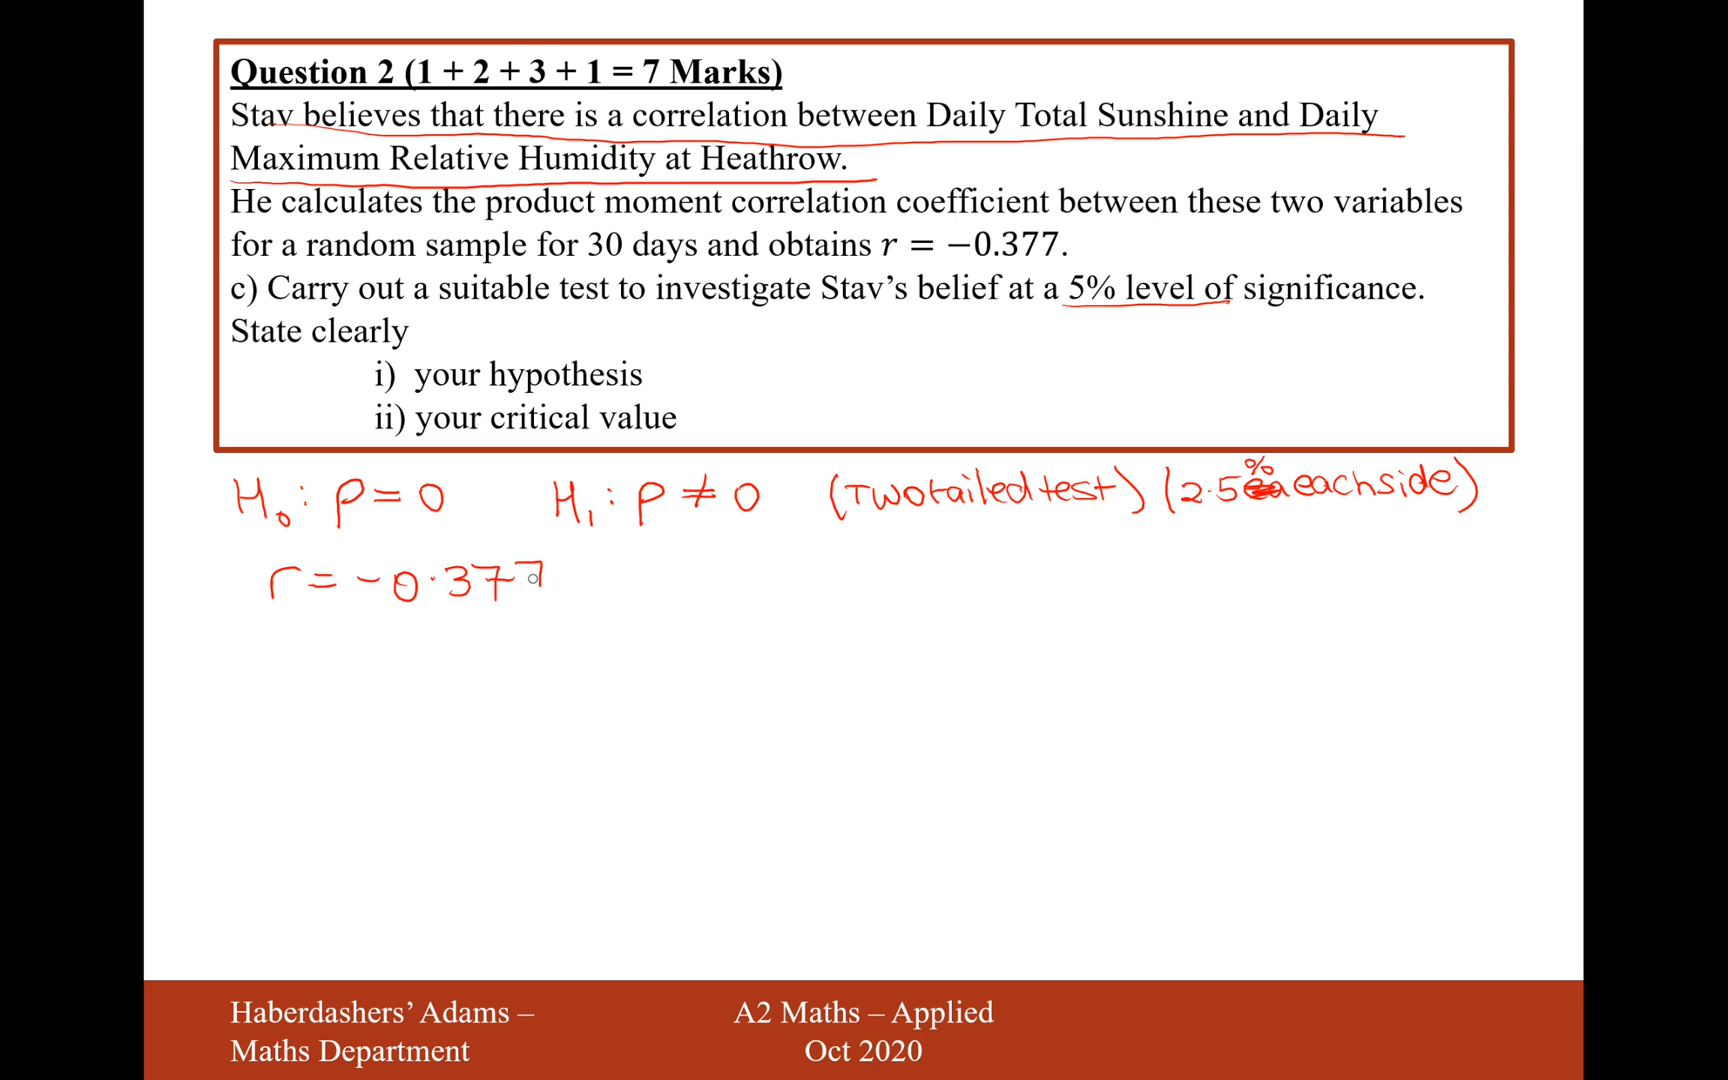 Question 2 (1 + 2 + 3 + 1 = 7 Marks)
Stav believes that there is a correlation between Daily Total Sunshine and Daily
Maximum Relative Humidity at Heathrow.
He calculates the product moment correlation coefficient between these two variables
for a random sample for 30 days and obtains r = −0.377.
c) Carry out a suitable test to investigate Stav’s belief at a 5% level of significance.
State clearly
i) your hypothesis
ii) your critical value
H₀ : ρ = 0 H₁ : ρ ≠ 0 (Two tailed test) (2.5% each side)
r = -0.377
Haberdashers’ Adams –
Maths Department
A2 Maths – Applied
Oct 2020